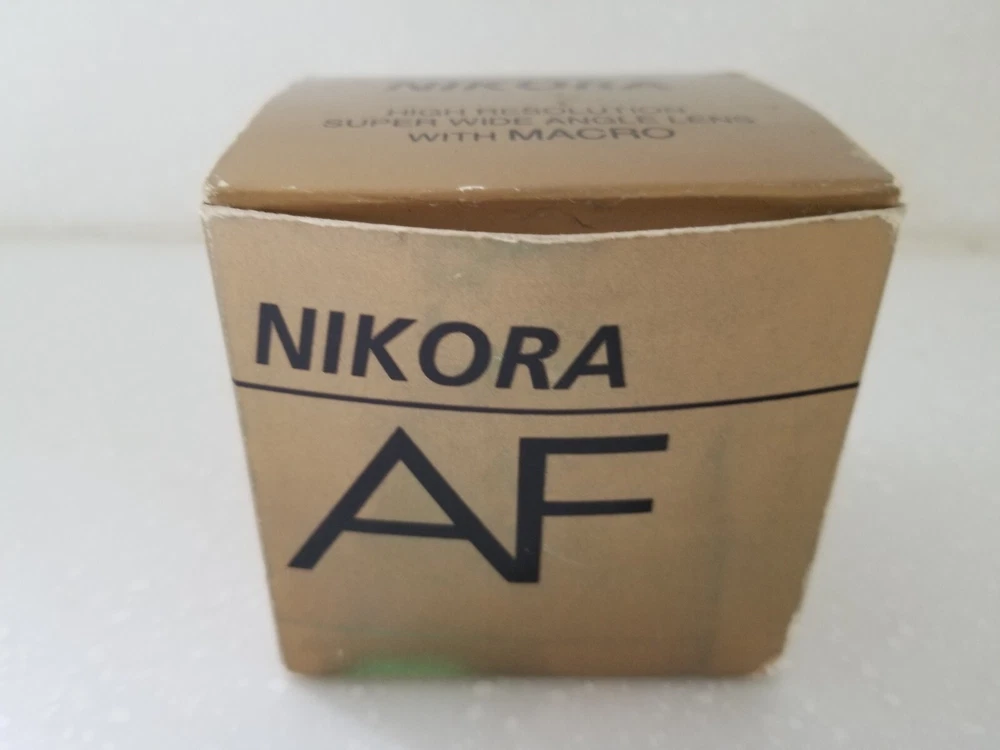 NIKORA
HIGH RESOLUTION
SUPER WIDE ANGLE LENS
WITH MACRO
NIKORA
AF